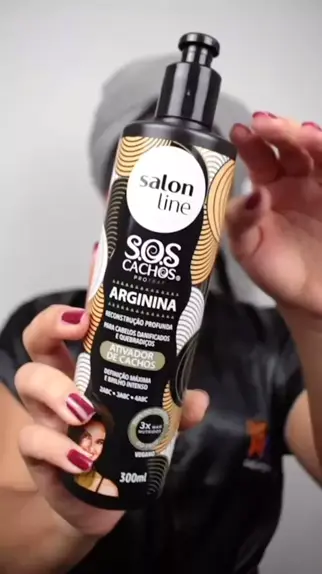 salon
line
S.O.S
CACHOS®
ARGININA
RECONSTRUÇÃO PROFUNDA
PARA CABELOS DANIFICADOS
E QUEBRADIÇOS
ATIVADOR
DE CACHOS
DEFINIÇÃO MÁXIMA
E BRILHO INTENSO
2ABC • 3ABC • 4ABC
3X MAIS
VEGANO
300ml